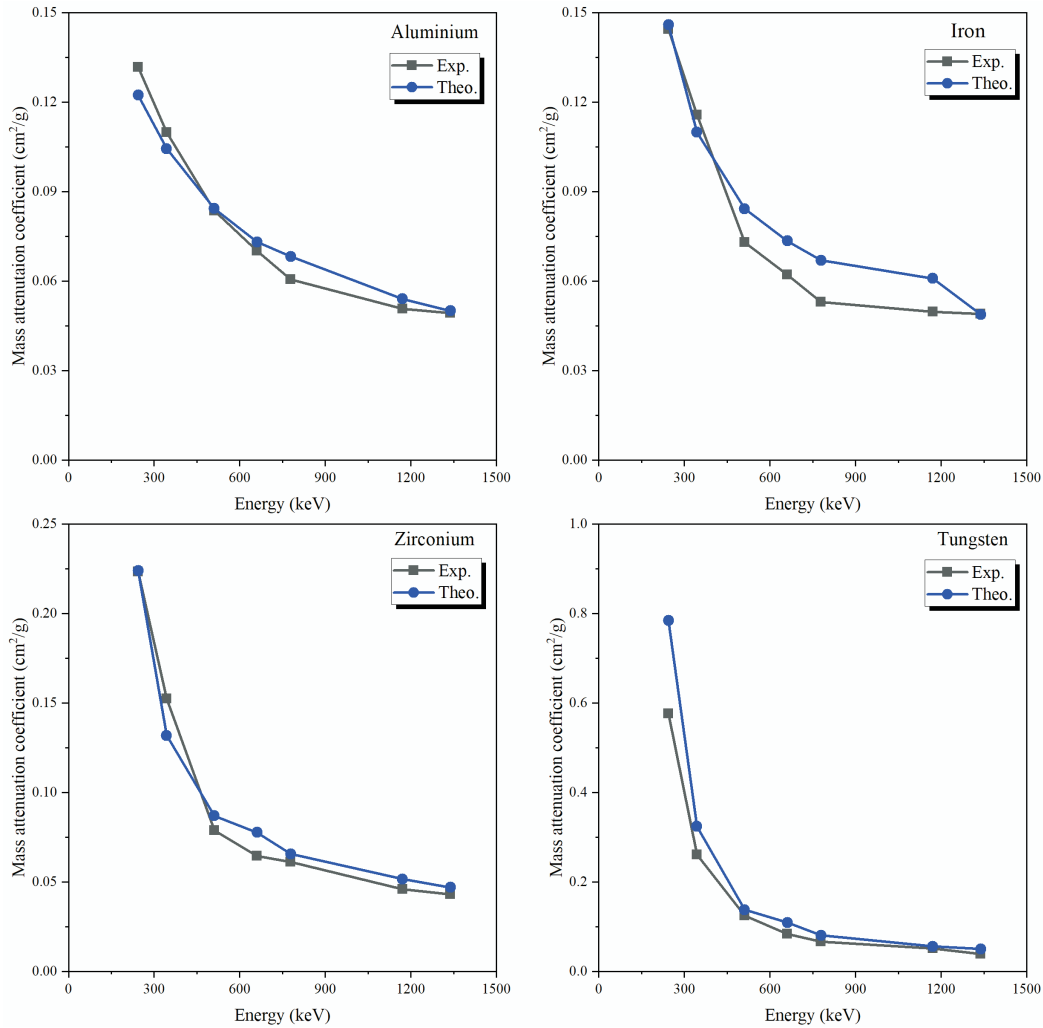 Aluminium
Exp.
Theo.
Mass attenutaion coefficient (cm²/g)
0.15
0.12
0.09
0.06
0.03
0.00
0 300 600 900 1200 1500
Energy (keV)
Iron
Exp.
Theo.
Mass attenuation coefficient (cm²/g)
0.15
0.12
0.09
0.06
0.03
0.00
0 300 600 900 1200 1500
Energy (keV)
Zirconium
Exp.
Theo.
Mass attenuation coefficient (cm²/g)
0.25
0.20
0.15
0.10
0.05
0.00
0 300 600 900 1200 1500
Energy (keV)
Tungsten
Exp.
Theo.
Mass attenuation coefficient (cm²/g)
1.0
0.8
0.6
0.4
0.2
0.0
0 300 600 900 1200 1500
Energy (keV)